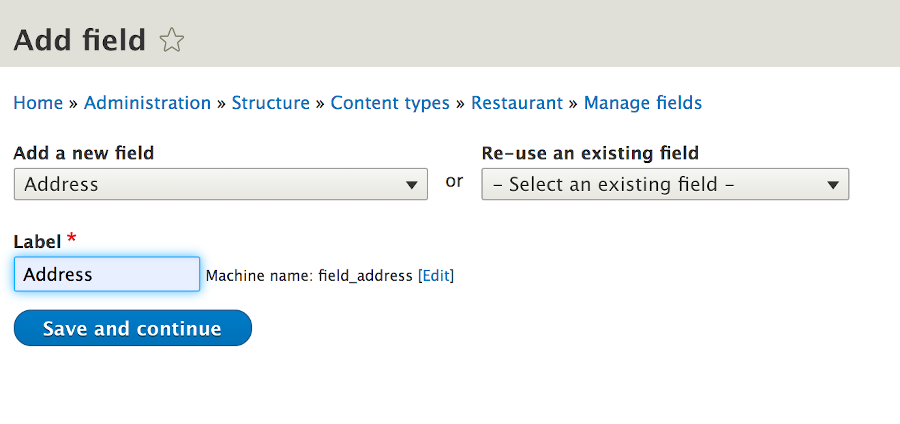 Add field
Home » Administration » Structure » Content types » Restaurant » Manage fields
Add a new field
Re-use an existing field
Address
or
– Select an existing field –
Label *
Address
Machine name: field_address [Edit]
Save and continue